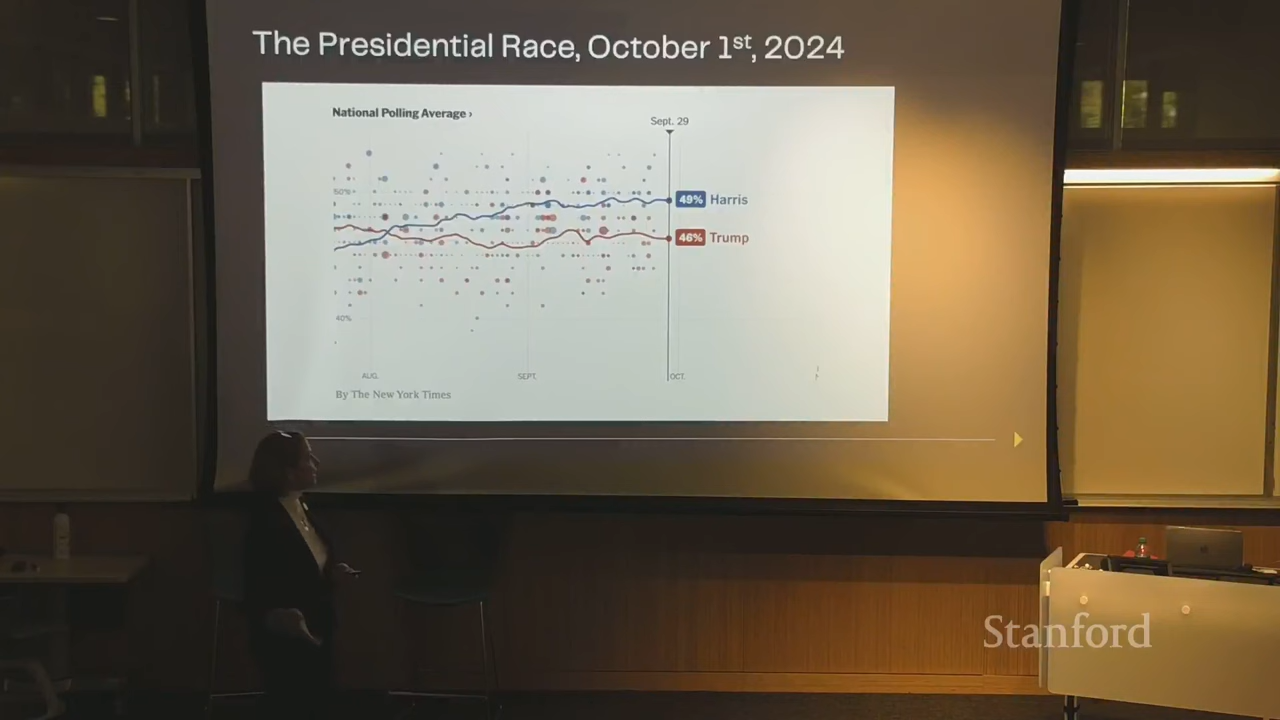 The Presidential Race, October 1st, 2024
National Polling Average ›
Sept. 29
50%
49% Harris
46% Trump
40%
AUG.
SEPT.
OCT.
By The New York Times
Stanford